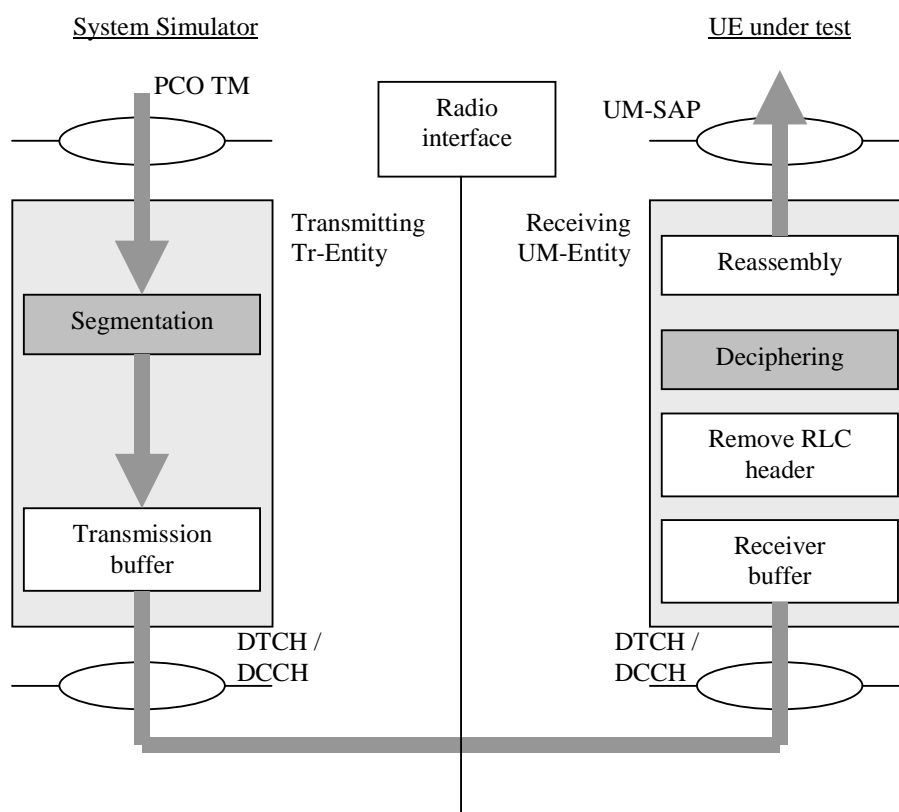 System Simulator
UE under test
PCO TM
Radio
interface
UM-SAP
Transmitting
Tr-Entity
Receiving
UM-Entity
Segmentation
Transmission
buffer
Reassembly
Deciphering
Remove RLC
header
Receiver
buffer
DTCH /
DCCH
DTCH /
DCCH